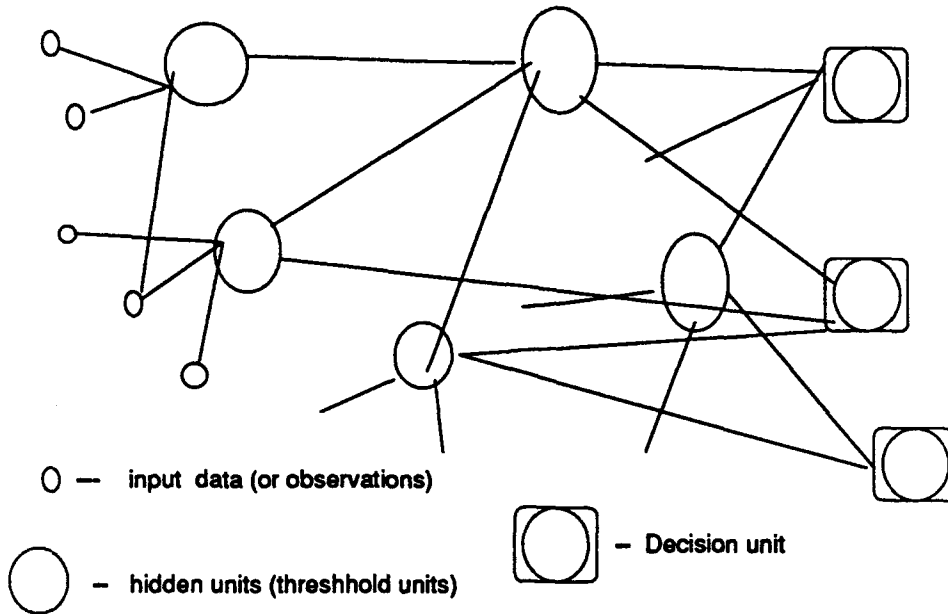 – input data (or observations)
– Decision unit
– hidden units (threshhold units)